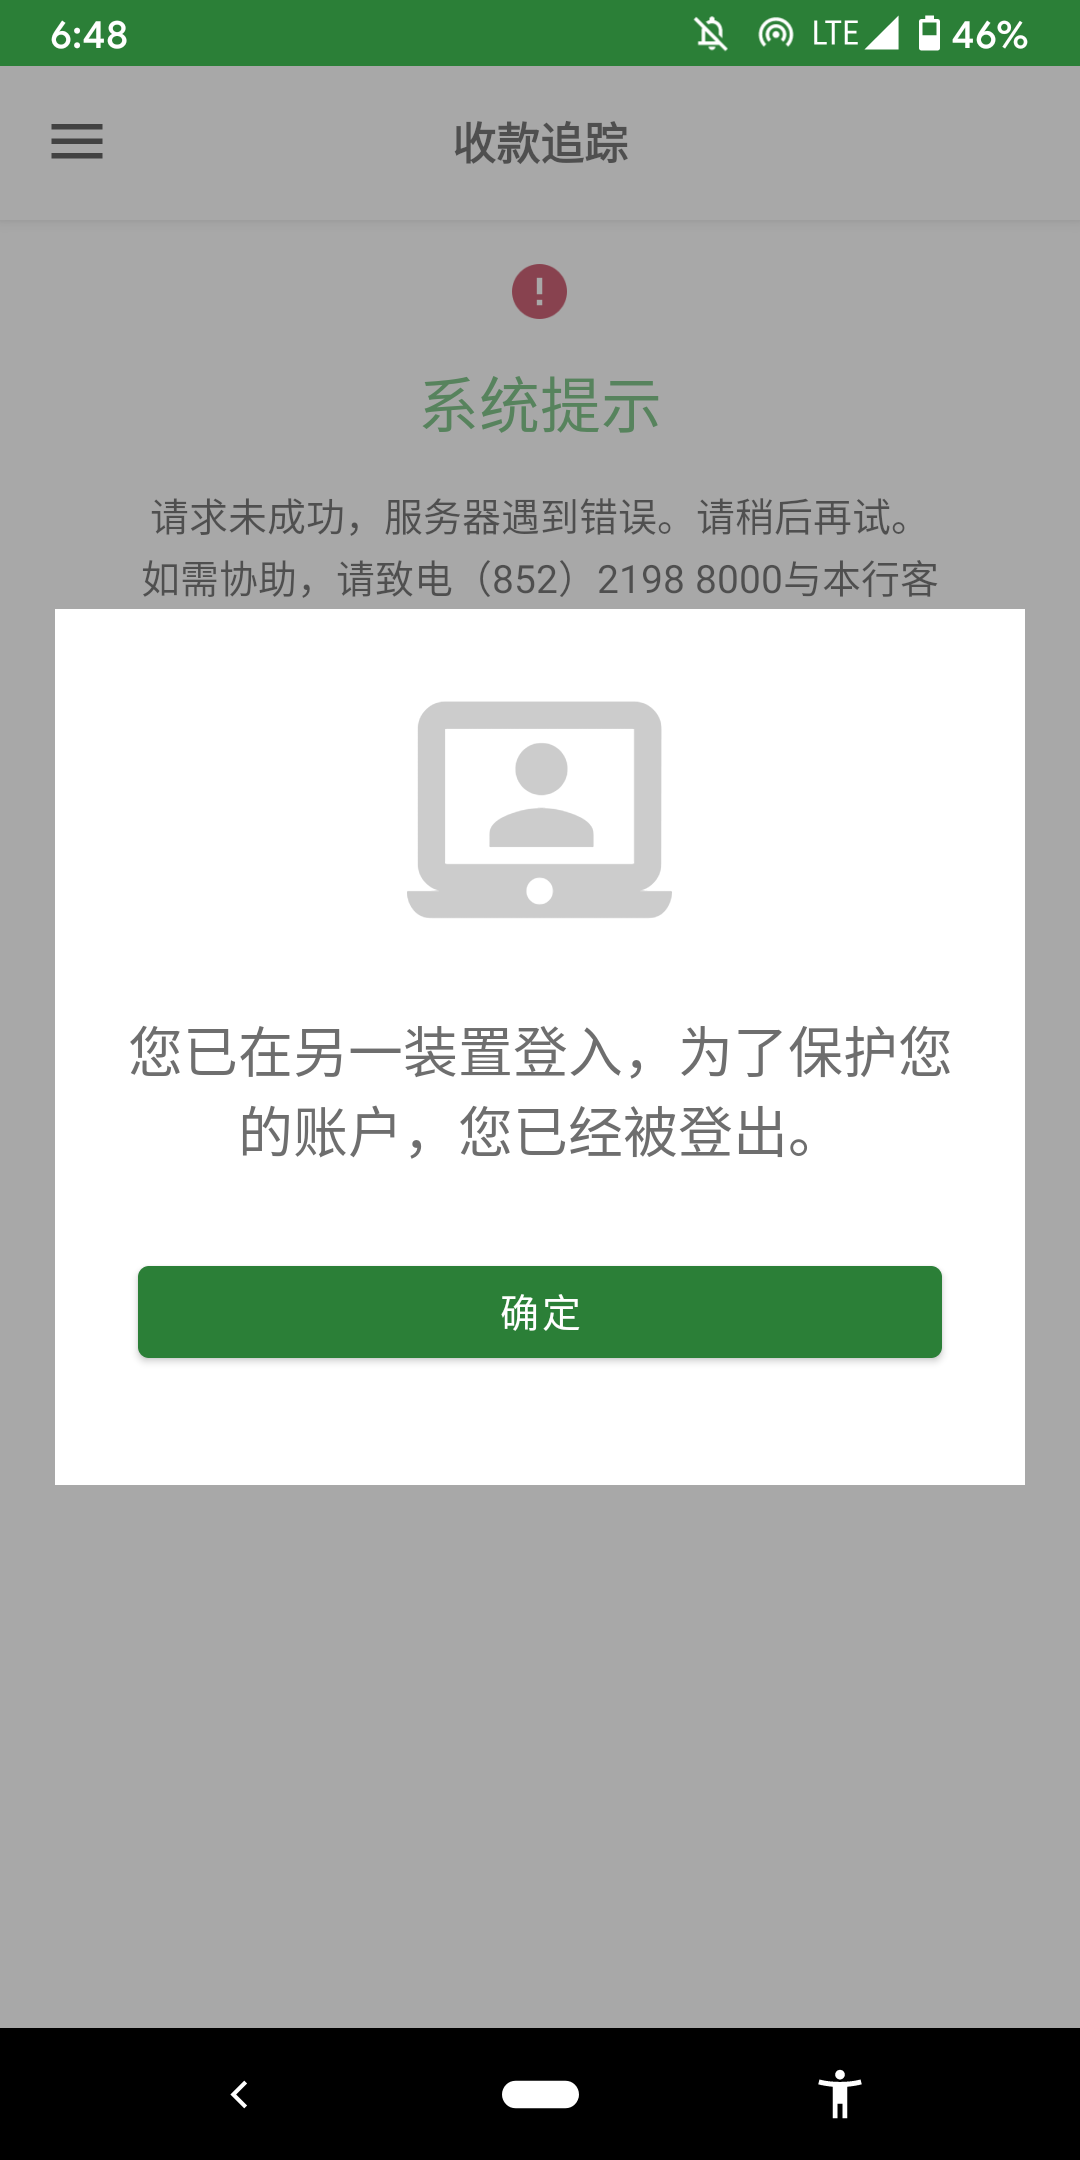 6:48
LTE
46%
收款追踪
系统提示
请求未成功，服务器遇到错误。请稍后再试。
如需协助，请致电（852）2198 8000与本行客
您已在另一装置登入，为了保护您
的账户，您已经被登出。
确定